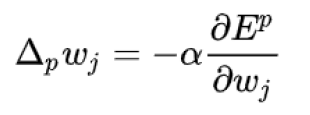 Δ_p w_j = −α ∂E^p / ∂w_j